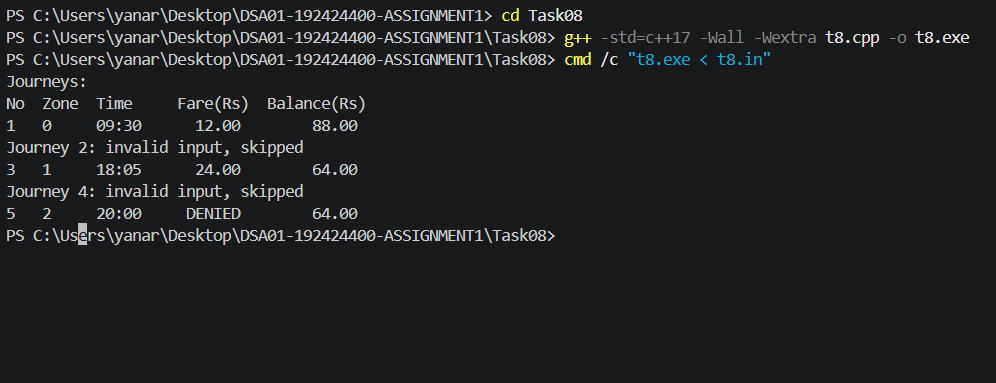 PS C:\Users\yanar\Desktop\DSA01-192424400-ASSIGNMENT1> cd Task08
PS C:\Users\yanar\Desktop\DSA01-192424400-ASSIGNMENT1\Task08> g++ -std=c++17 -Wall -Wextra t8.cpp -o t8.exe
PS C:\Users\yanar\Desktop\DSA01-192424400-ASSIGNMENT1\Task08> cmd /c "t8.exe < t8.in"
Journeys:
No  Zone  Time     Fare(Rs)  Balance(Rs)
1   0     09:30      12.00        88.00
Journey 2: invalid input, skipped
3   1     18:05      24.00        64.00
Journey 4: invalid input, skipped
5   2     20:00     DENIED        64.00
PS C:\Users\yanar\Desktop\DSA01-192424400-ASSIGNMENT1\Task08>